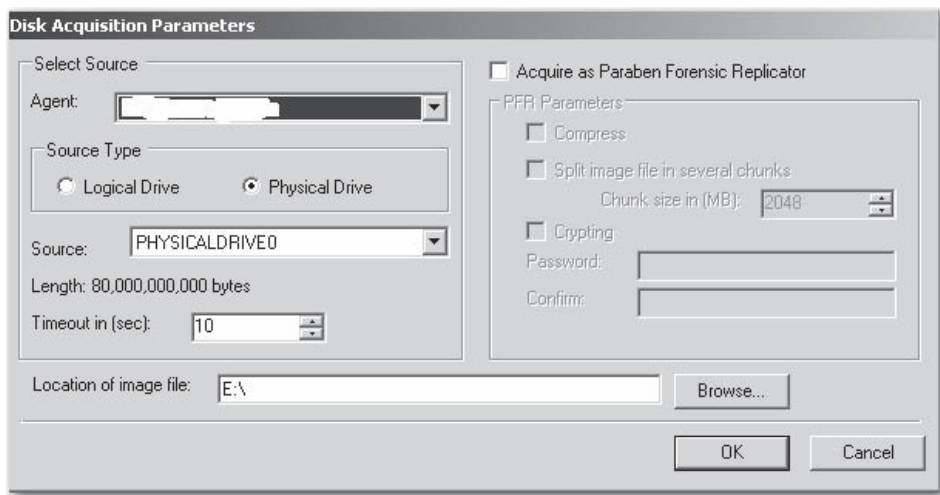 Disk Acquisition Parameters
Select Source
Agent:
Source Type
Logical Drive
Physical Drive
Source:
PHYSICALDRIVE0
Length: 80,000,000,000 bytes
Timeout in (sec):
10
Acquire as Paraben Forensic Replicator
PFR Parameters
Compress
Split image file in several chunks
Chunk size in (MB):
2048
Crypting
Password:
Confirm:
Location of image file:
E:\
Browse...
OK
Cancel